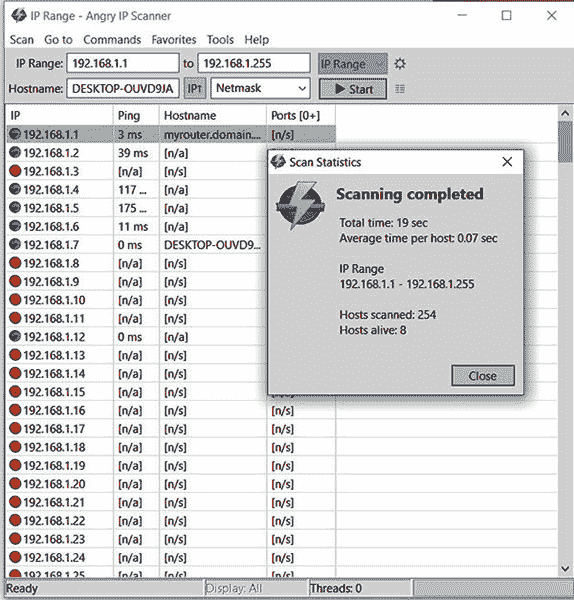 IP Range - Angry IP Scanner
Scan Go to Commands Favorites Tools Help
IP Range: 192.168.1.1 to 192.168.1.255 IP Range
Hostname: DESKTOP-OUVD9JA IP↑ Netmask Start
IP Ping Hostname Ports [0+]
192.168.1.1 3 ms myrouter.domain.... [n/s]
192.168.1.2 39 ms [n/a]
192.168.1.3 [n/a] [n/s]
192.168.1.4 117 ... [n/a]
192.168.1.5 175 ... [n/a]
192.168.1.6 11 ms [n/a]
192.168.1.7 0 ms DESKTOP-OUVD9...
192.168.1.8 [n/a] [n/s]
192.168.1.9 [n/a] [n/s]
192.168.1.10 [n/a] [n/s]
192.168.1.11 [n/a] [n/s]
192.168.1.12 0 ms [n/a]
192.168.1.13 [n/a] [n/s]
192.168.1.14 [n/a] [n/s]
192.168.1.15 [n/a] [n/s]
192.168.1.16 [n/a] [n/s] [n/s]
192.168.1.17 [n/a] [n/s] [n/s]
192.168.1.18 [n/a] [n/s] [n/s]
192.168.1.19 [n/a] [n/s] [n/s]
192.168.1.20 [n/a] [n/s] [n/s]
192.168.1.21 [n/a] [n/s] [n/s]
192.168.1.22 [n/a] [n/s] [n/s]
192.168.1.23 [n/a] [n/s] [n/s]
192.168.1.24 [n/a] [n/s] [n/s]
192.168.1.25 [n/a] [n/s] [n/s]
Scan Statistics
Scanning completed
Total time: 19 sec
Average time per host: 0.07 sec
IP Range
192.168.1.1 - 192.168.1.255
Hosts scanned: 254
Hosts alive: 8
Close
Ready Display: All Threads: 0